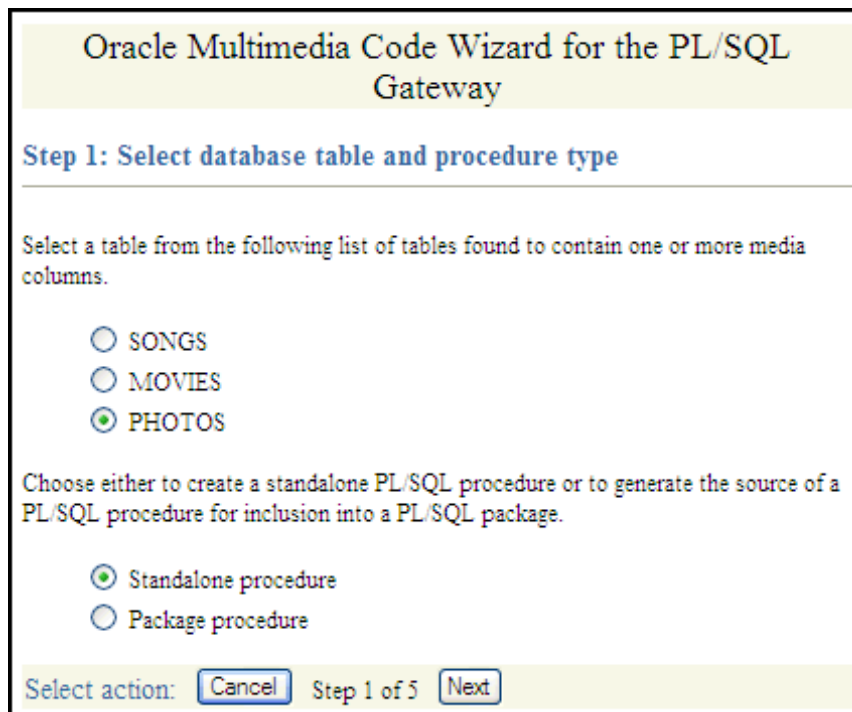 Oracle Multimedia Code Wizard for the PL/SQL
Gateway
Step 1: Select database table and procedure type
Select a table from the following list of tables found to contain one or more media
columns.
SONGS
MOVIES
PHOTOS
Choose either to create a standalone PL/SQL procedure or to generate the source of a
PL/SQL procedure for inclusion into a PL/SQL package.
Standalone procedure
Package procedure
Select action: Cancel Step 1 of 5 Next